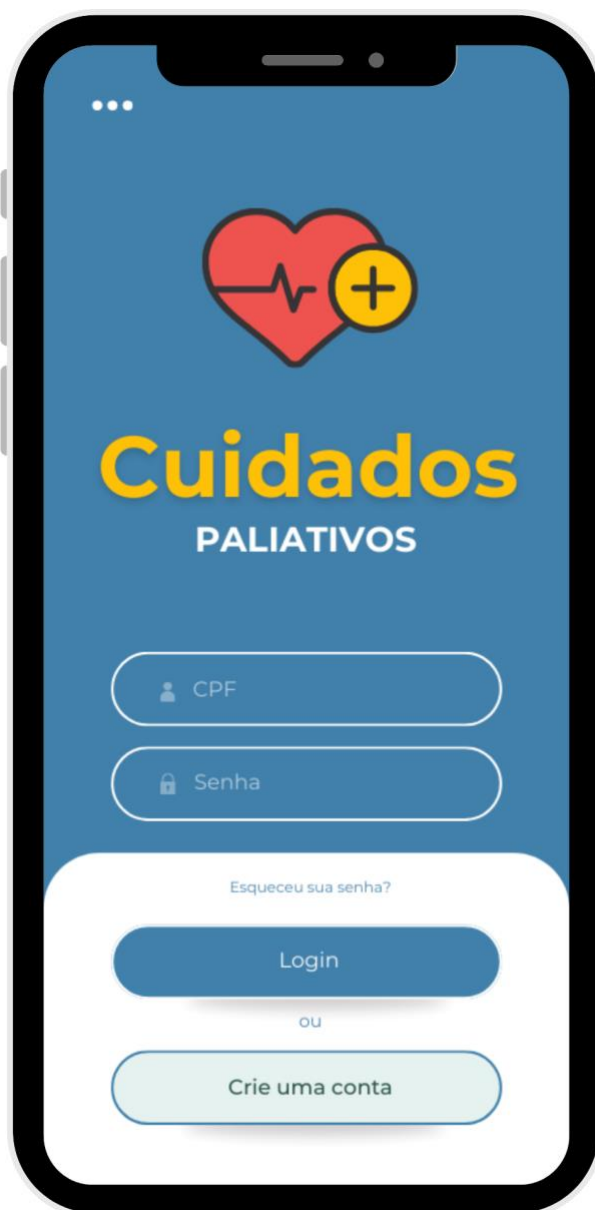 Cuidados
PALIATIVOS
CPF
Senha
Esqueceu sua senha?
Login
ou
Crie uma conta